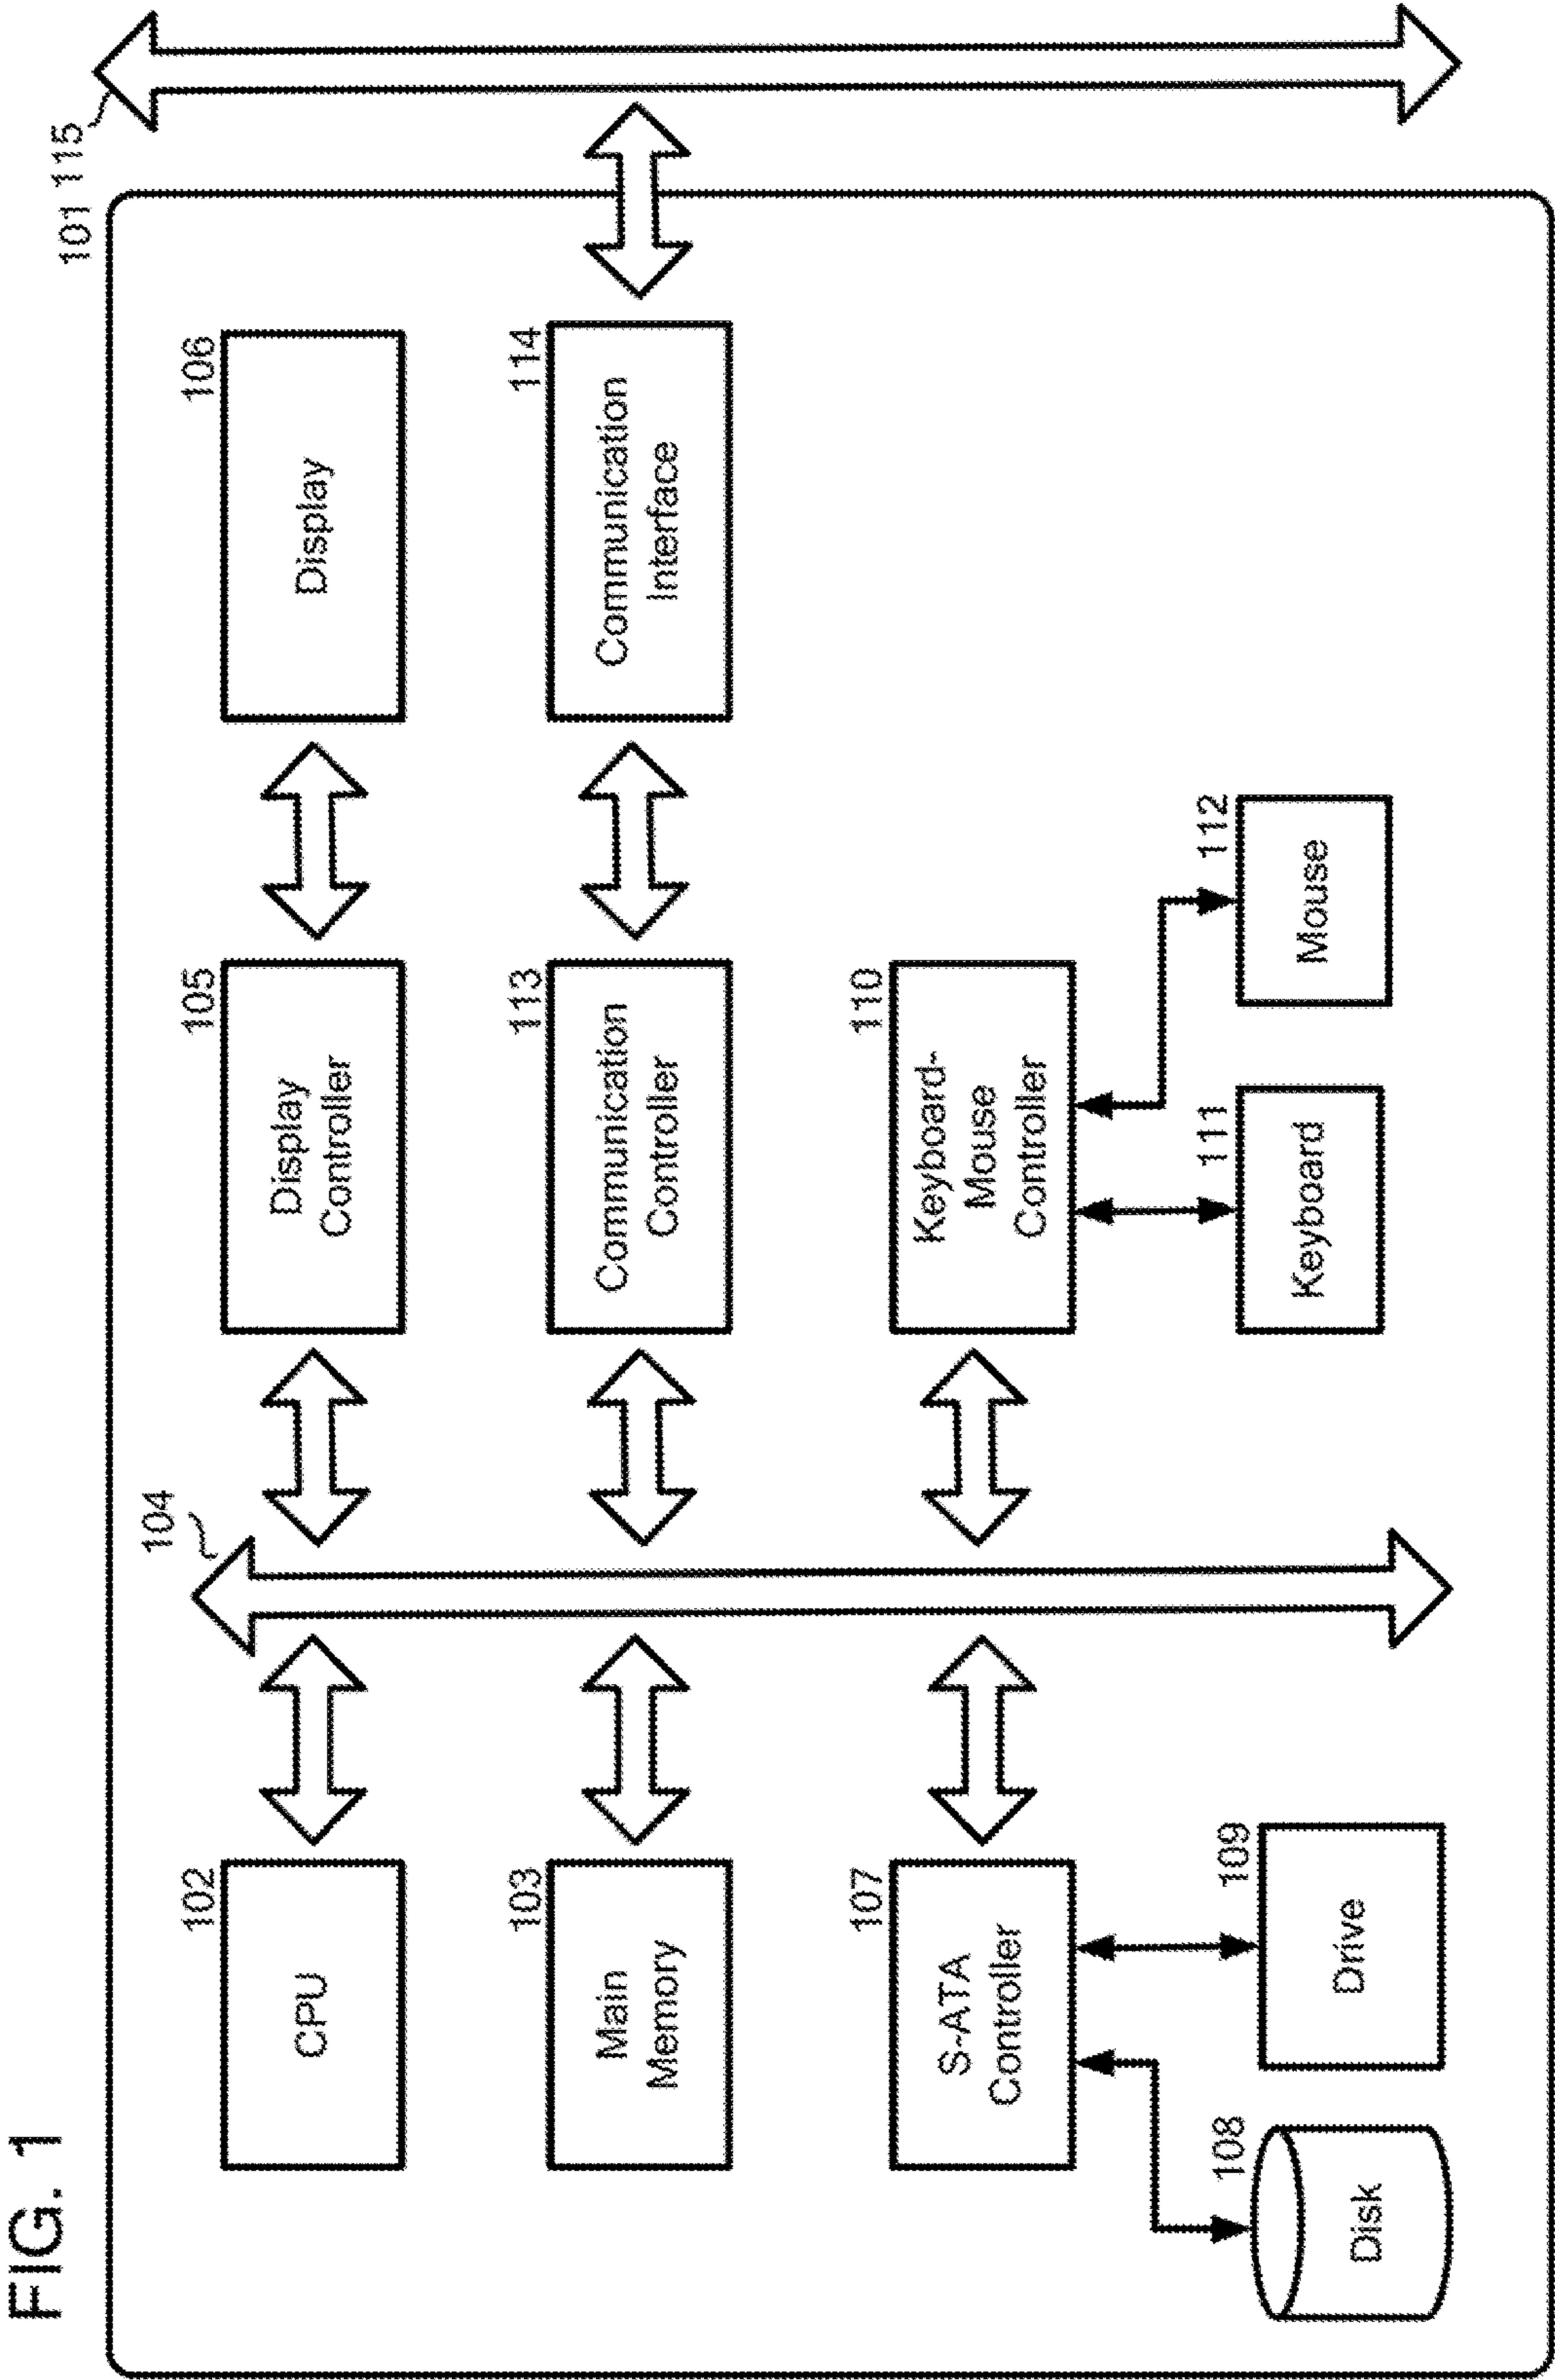 FIG. 1
101
115
104
102
CPU
105
Display
Controller
106
Display
103
Main
Memory
113
Communication
Controller
114
Communication
Interface
107
S-ATA
Controller
110
Keyboard-
Mouse
Controller
108
Disk
109
Drive
111
Keyboard
112
Mouse